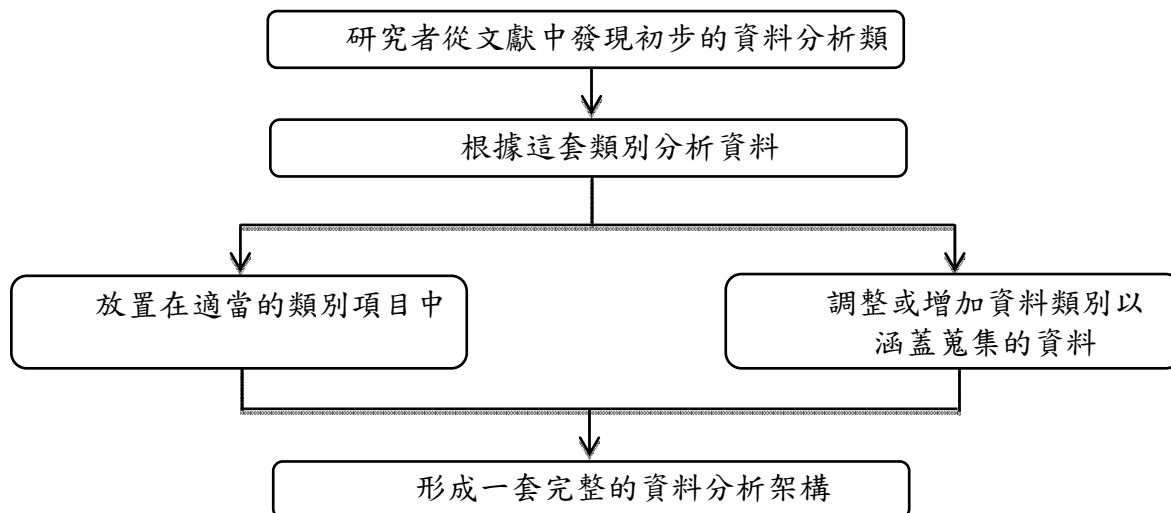 研究者從文獻中發現初步的資料分析類
根據這套類別分析資料
放置在適當的類別項目中
調整或增加資料類別以
涵蓋蒐集的資料
形成一套完整的資料分析架構